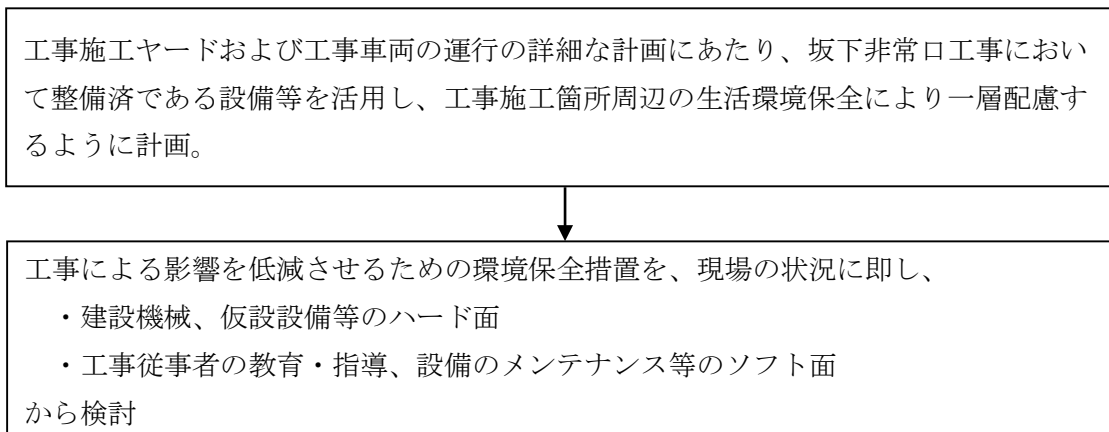 工事施工ヤードおよび工事車両の運行の詳細な計画にあたり、坂下非常口工事におい
て整備済である設備等を活用し、工事施工箇所周辺の生活環境保全により一層配慮す
るように計画。
工事による影響を低減させるための環境保全措置を、現場の状況に即し、
・建設機械、仮設設備等のハード面
・工事従事者の教育・指導、設備のメンテナンス等のソフト面
から検討